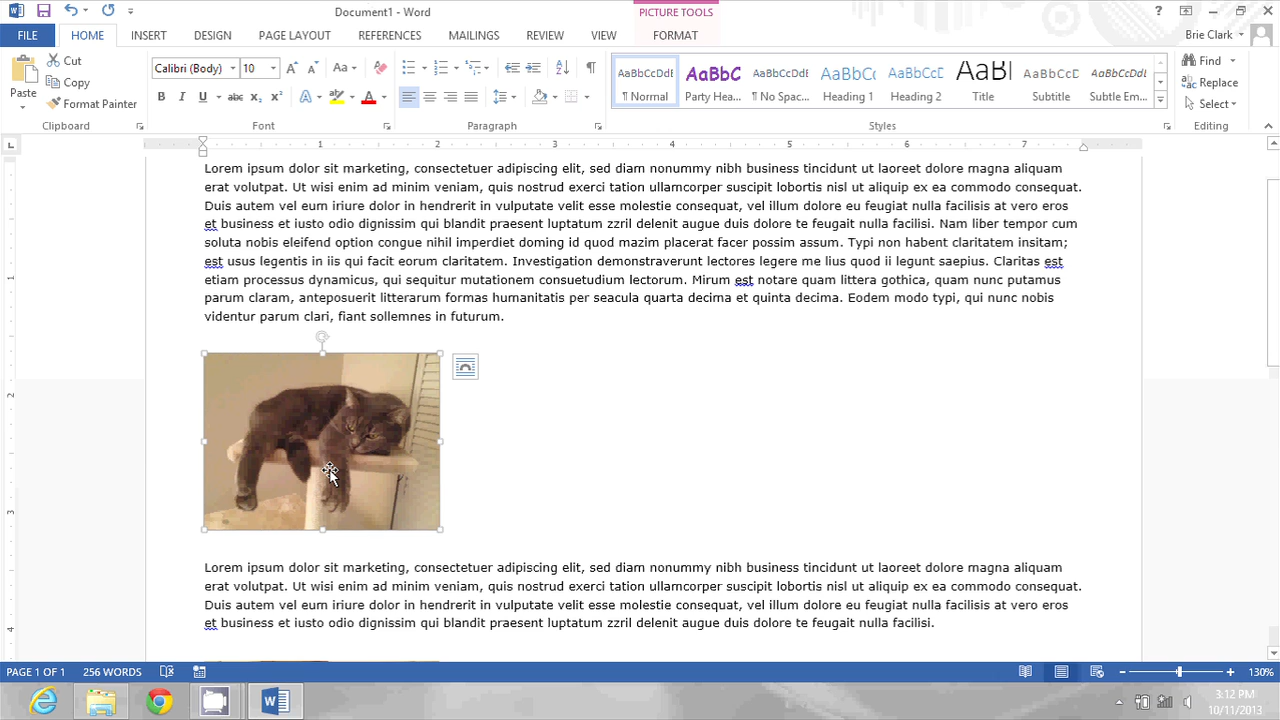 Document1 - Word
PICTURE TOOLS
?
FILE
HOME
INSERT
DESIGN
PAGE LAYOUT
REFERENCES
MAILINGS
REVIEW
VIEW
FORMAT
Brie Clark
Paste
Cut
Copy
Format Painter
Clipboard
Calibri (Body)
10
Font
Paragraph
AaBbCcDdE
¶ Normal
AaBbC
Party Hea...
AaBbCcDdI
¶ No Spac...
AaBbC
Heading 1
AaBbCcD
Heading 2
AaBI
Title
AaBbCcD
Subtitle
AaBbCcDdI
Subtle Em...
Styles
Find
Replace
Select
Editing
1 2 3 4 5 6 7
Lorem ipsum dolor sit marketing, consectetuer adipiscing elit, sed diam nonummy nibh business tincidunt ut laoreet dolore magna aliquam
erat volutpat. Ut wisi enim ad minim veniam, quis nostrud exerci tation ullamcorper suscipit lobortis nisl ut aliquip ex ea commodo consequat.
Duis autem vel eum iriure dolor in hendrerit in vulputate velit esse molestie consequat, vel illum dolore eu feugiat nulla facilisis at vero eros
et business et iusto odio dignissim qui blandit praesent luptatum zzril delenit augue duis dolore te feugait nulla facilisi. Nam liber tempor cum
soluta nobis eleifend option congue nihil imperdiet doming id quod mazim placerat facer possim assum. Typi non habent claritatem insitam;
est usus legentis in iis qui facit eorum claritatem. Investigation demonstraverunt lectores legere me lius quod ii legunt saepius. Claritas est
etiam processus dynamicus, qui sequitur mutationem consuetudium lectorum. Mirum est notare quam littera gothica, quam nunc putamus
parum claram, anteposuerit litterarum formas humanitatis per seacula quarta decima et quinta decima. Eodem modo typi, qui nunc nobis
videntur parum clari, fiant sollemnes in futurum.
Lorem ipsum dolor sit marketing, consectetuer adipiscing elit, sed diam nonummy nibh business tincidunt ut laoreet dolore magna aliquam
erat volutpat. Ut wisi enim ad minim veniam, quis nostrud exerci tation ullamcorper suscipit lobortis nisl ut aliquip ex ea commodo consequat.
Duis autem vel eum iriure dolor in hendrerit in vulputate velit esse molestie consequat, vel illum dolore eu feugiat nulla facilisis at vero eros
et business et iusto odio dignissim qui blandit praesent luptatum zzril delenit augue duis dolore te feugait nulla facilisi.
1
2
3
4
PAGE 1 OF 1
256 WORDS
130%
3:12 PM
10/11/2013